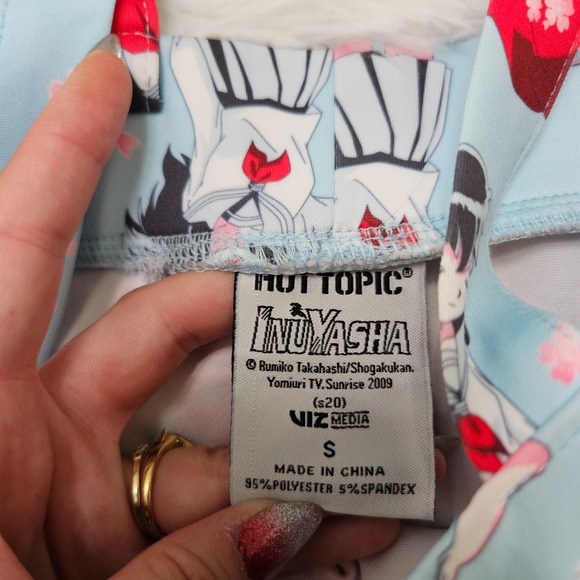 HOT TOPIC®
INUYASHA
© Rumiko Takahashi/Shogakukan.
Yomiuri TV. Sunrise 2009
(s20)
VIZ MEDIA
S
MADE IN CHINA
95%POLYESTER 5%SPANDEX